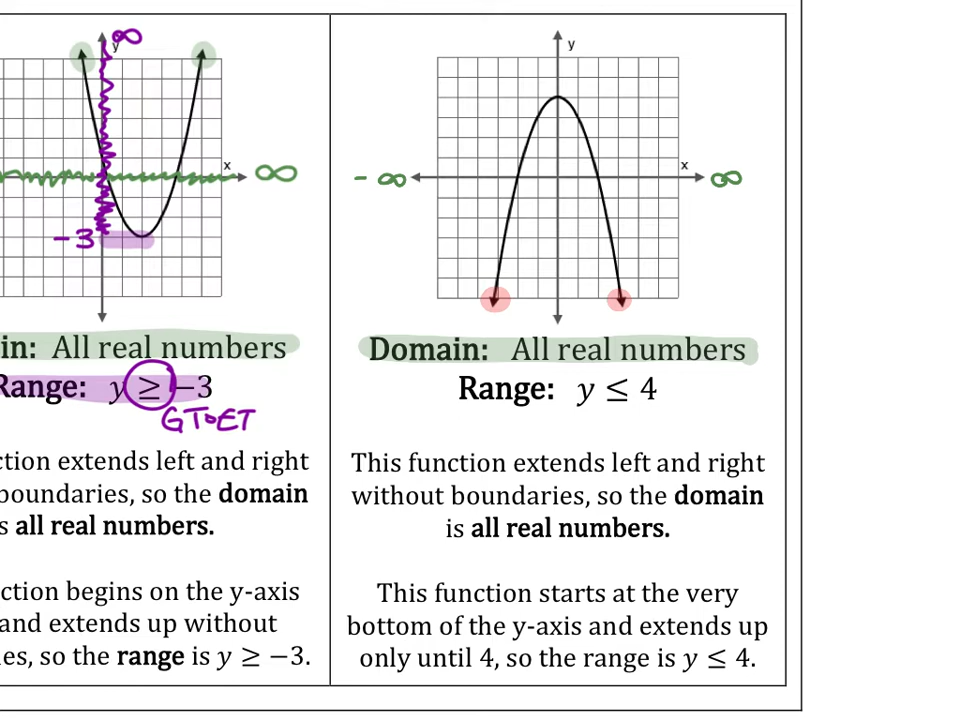 ∞
y
x
∞
-3
in: All real numbers
Range: y ≥ −3
GToET
ction extends left and right
boundaries, so the domain
s all real numbers.
ction begins on the y-axis
and extends up without
es, so the range is y ≥ −3.
y
x
- ∞
∞
Domain: All real numbers
Range: y ≤ 4
This function extends left and right
without boundaries, so the domain
is all real numbers.
This function starts at the very
bottom of the y-axis and extends up
only until 4, so the range is y ≤ 4.